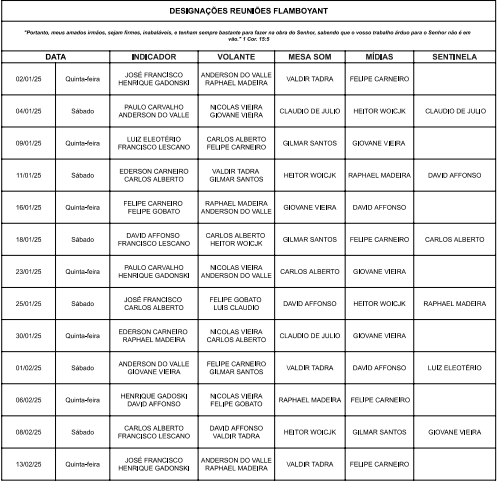 DESIGNAÇÕES REUNIÕES FLAMBOYANT
"Portanto, meus amados irmãos, sejam firmes, inabaláveis, e tenham sempre bastante para fazer na obra do Senhor, sabendo que o vosso trabalho árduo para o Senhor não é em
vão." 1 Cor. 15:5
DATA INDICADOR VOLANTE MESA SOM MÍDIAS SENTINELA
02/01/25 Quinta-feira JOSÉ FRANCISCO ANDERSON DO VALLE VALDIR TADRA FELIPE CARNEIRO
HENRIQUE GADONSKI RAPHAEL MADEIRA
04/01/25 Sábado PAULO CARVALHO NICOLAS VIEIRA CLAUDIO DE JULIO HEITOR WOICJK CLAUDIO DE JULIO
ANDERSON DO VALLE GIOVANE VIEIRA
09/01/25 Quinta-feira LUIZ ELEOTÉRIO CARLOS ALBERTO GILMAR SANTOS GIOVANE VIEIRA
FRANCISCO LESCANO FELIPE CARNEIRO
11/01/25 Sábado EDERSON CARNEIRO VALDIR TADRA HEITOR WOICJK RAPHAEL MADEIRA DAVID AFFONSO
CARLOS ALBERTO GILMAR SANTOS
16/01/25 Quinta-feira FELIPE CARNEIRO RAPHAEL MADEIRA GIOVANE VIEIRA DAVID AFFONSO
FELIPE GOBATO ANDERSON DO VALLE
18/01/25 Sábado DAVID AFFONSO CARLOS ALBERTO GILMAR SANTOS FELIPE CARNEIRO CARLOS ALBERTO
FRANCISCO LESCANO HEITOR WOICJK
23/01/25 Quinta-feira PAULO CARVALHO NICOLAS VIEIRA CARLOS ALBERTO GIOVANE VIEIRA
HENRIQUE GADONSKI ANDERSON DO VALLE
25/01/25 Sábado JOSÉ FRANCISCO FELIPE GOBATO DAVID AFFONSO HEITOR WOICJK RAPHAEL MADEIRA
CARLOS ALBERTO LUIS CLAUDIO
30/01/25 Quinta-feira EDERSON CARNEIRO NICOLAS VIEIRA CLAUDIO DE JULIO GIOVANE VIEIRA
RAPHAEL MADEIRA CARLOS ALBERTO
01/02/25 Sábado ANDERSON DO VALLE FELIPE CARNEIRO VALDIR TADRA DAVID AFFONSO LUIZ ELEOTÉRIO
GIOVANE VIEIRA GILMAR SANTOS
06/02/25 Quinta-feira HENRIQUE GADOSKI NICOLAS VIEIRA RAPHAEL MADEIRA FELIPE CARNEIRO
DAVID AFFONSO FELIPE GOBATO
08/02/25 Sábado CARLOS ALBERTO DAVID AFFONSO HEITOR WOICJK GILMAR SANTOS GIOVANE VIEIRA
FRANCISCO LESCANO VALDIR TADRA
13/02/25 Quinta-feira JOSÉ FRANCISCO ANDERSON DO VALLE VALDIR TADRA FELIPE CARNEIRO
HENRIQUE GADONSKI RAPHAEL MADEIRA